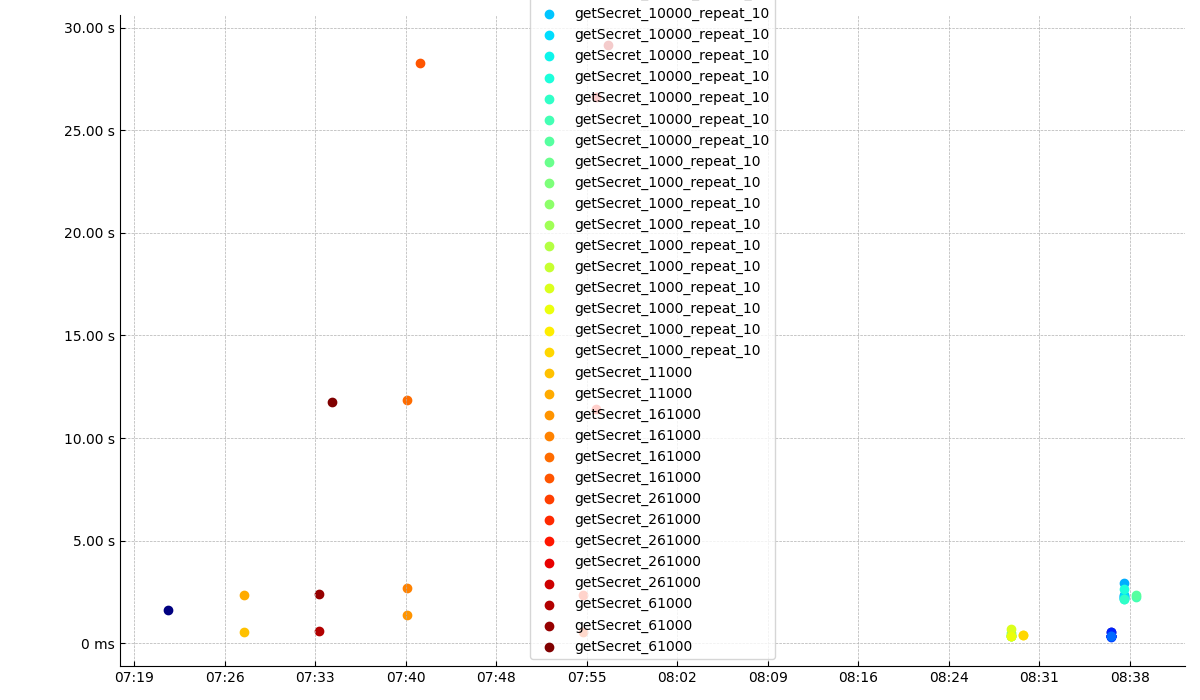 30.00 s
25.00 s
20.00 s
15.00 s
10.00 s
5.00 s
0 ms
getSecret_10000_repeat_10
getSecret_10000_repeat_10
getSecret_10000_repeat_10
getSecret_10000_repeat_10
getSecret_10000_repeat_10
getSecret_10000_repeat_10
getSecret_10000_repeat_10
getSecret_1000_repeat_10
getSecret_1000_repeat_10
getSecret_1000_repeat_10
getSecret_1000_repeat_10
getSecret_1000_repeat_10
getSecret_1000_repeat_10
getSecret_1000_repeat_10
getSecret_1000_repeat_10
getSecret_1000_repeat_10
getSecret_1000_repeat_10
getSecret_11000
getSecret_11000
getSecret_161000
getSecret_161000
getSecret_161000
getSecret_161000
getSecret_261000
getSecret_261000
getSecret_261000
getSecret_261000
getSecret_261000
getSecret_61000
getSecret_61000
getSecret_61000
07:19 07:26 07:33 07:40 07:48 07:55 08:02 08:09 08:16 08:24 08:31 08:38